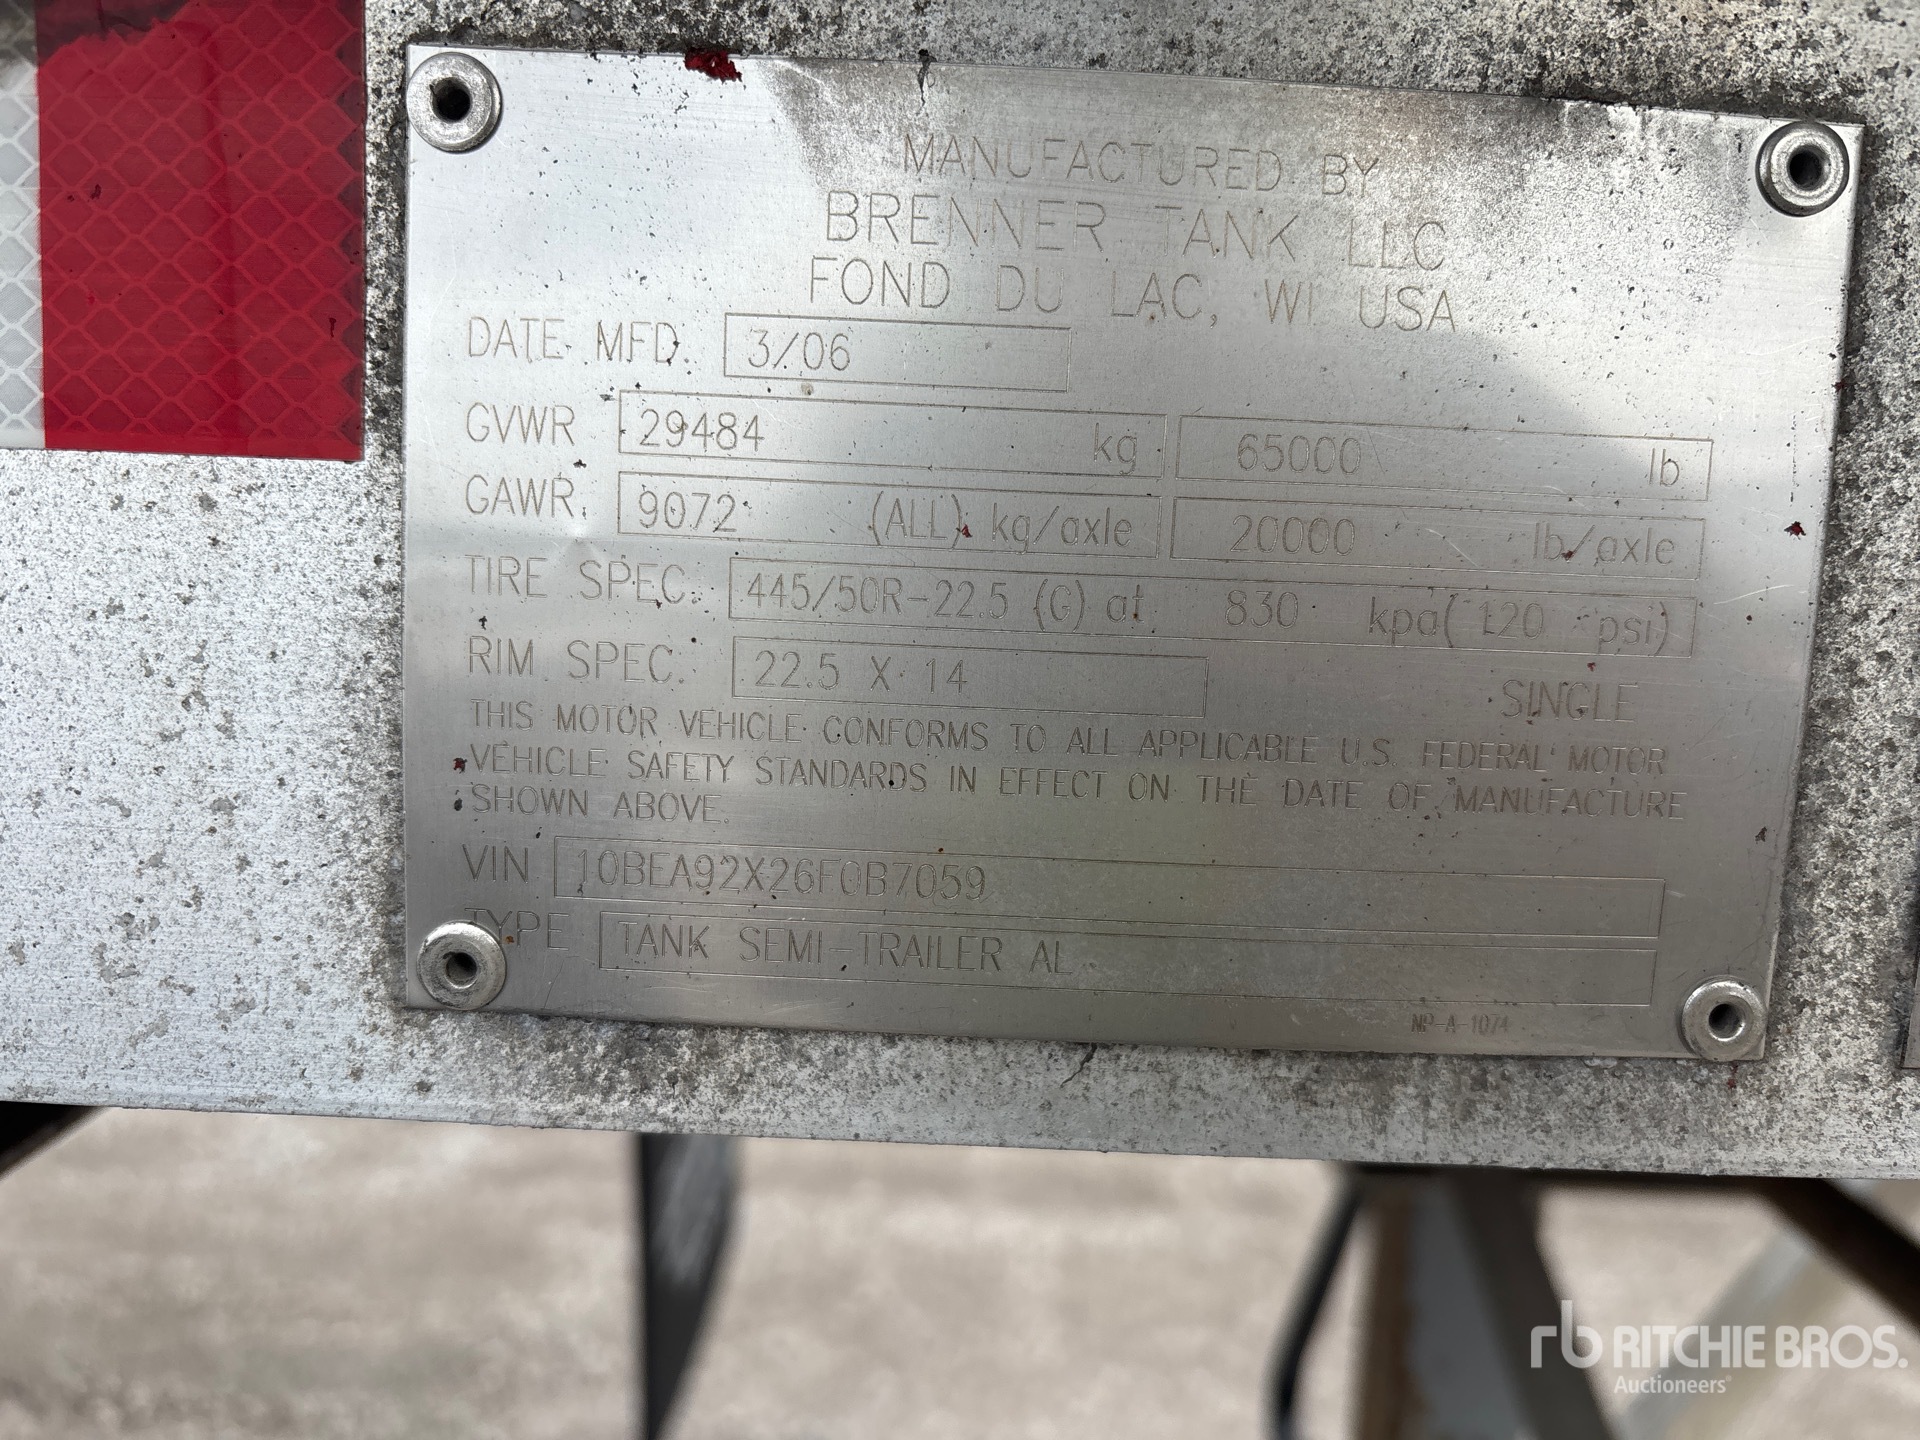 MANUFACTURED BY
BRENNER TANK LLC
FOND DU LAC, WI USA
DATE MFD. 3/06
GVWR 29484 kg 65000 lb
GAWR 9072 (ALL) kg/axle 20000 lb/axle
TIRE SPEC. 445/50R-22.5 (G) at 830 kpa( 120 psi)
RIM SPEC. 22.5 X 14 SINGLE
THIS MOTOR VEHICLE CONFORMS TO ALL APPLICABLE U.S. FEDERAL MOTOR
VEHICLE SAFETY STANDARDS IN EFFECT ON THE DATE OF MANUFACTURE
SHOWN ABOVE.
VIN 10BEA92X26F0B7059
TYPE TANK SEMI-TRAILER AL
NP-A-1074
rb RITCHIE BROS.
Auctioneers